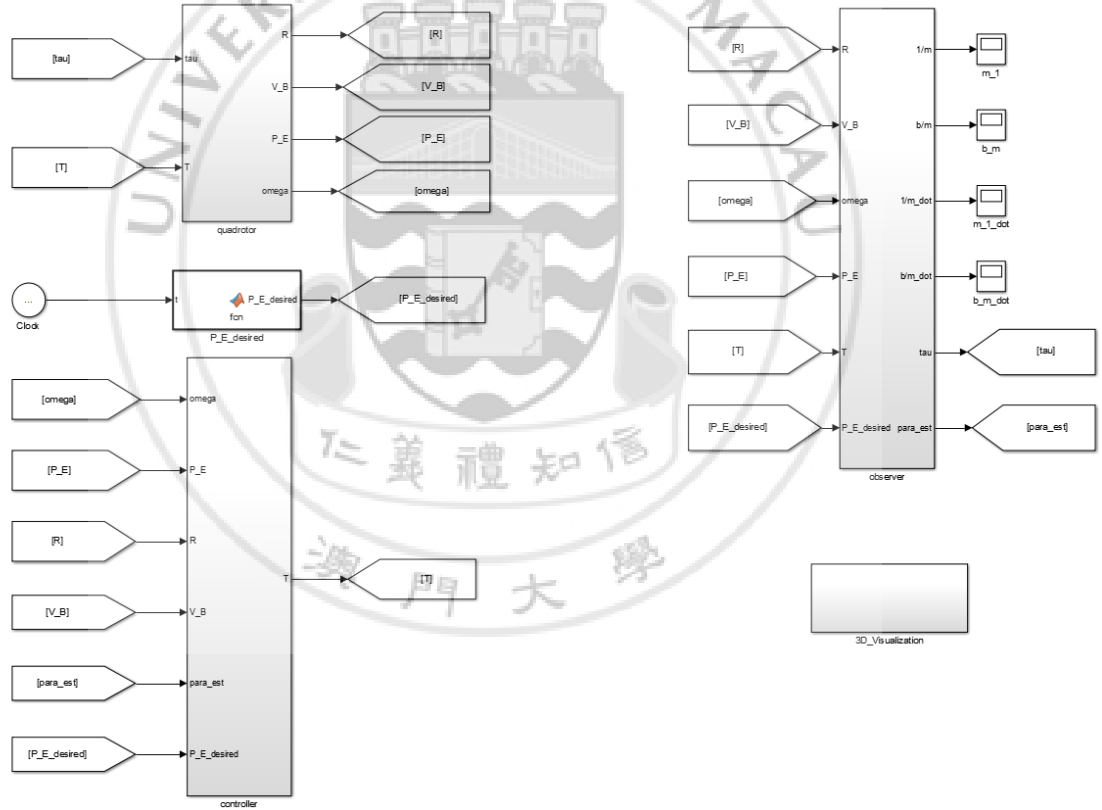 UNIVER
MACAU
仁義禮知信
澳門大學
[tau]
[T]
tau
T
R
V_B
P_E
omega
quadrotor
[R]
[V_B]
[P_E]
[omega]
...
Clock
t
fcn
P_E_desired
P_E_desired
[P_E_desired]
[omega]
[P_E]
[R]
[V_B]
[para_est]
[P_E_desired]
omega
P_E
R
V_B
para_est
P_E_desired
T
controller
[T]
[R]
[V_B]
[omega]
[P_E]
[T]
[P_E_desired]
R
V_B
omega
P_E
T
P_E_desired
1/m
b/m
1/m_dot
b/m_dot
tau
para_est
observer
m_1
b_m
m_1_dot
b_m_dot
[tau]
[para_est]
3D_Visualization